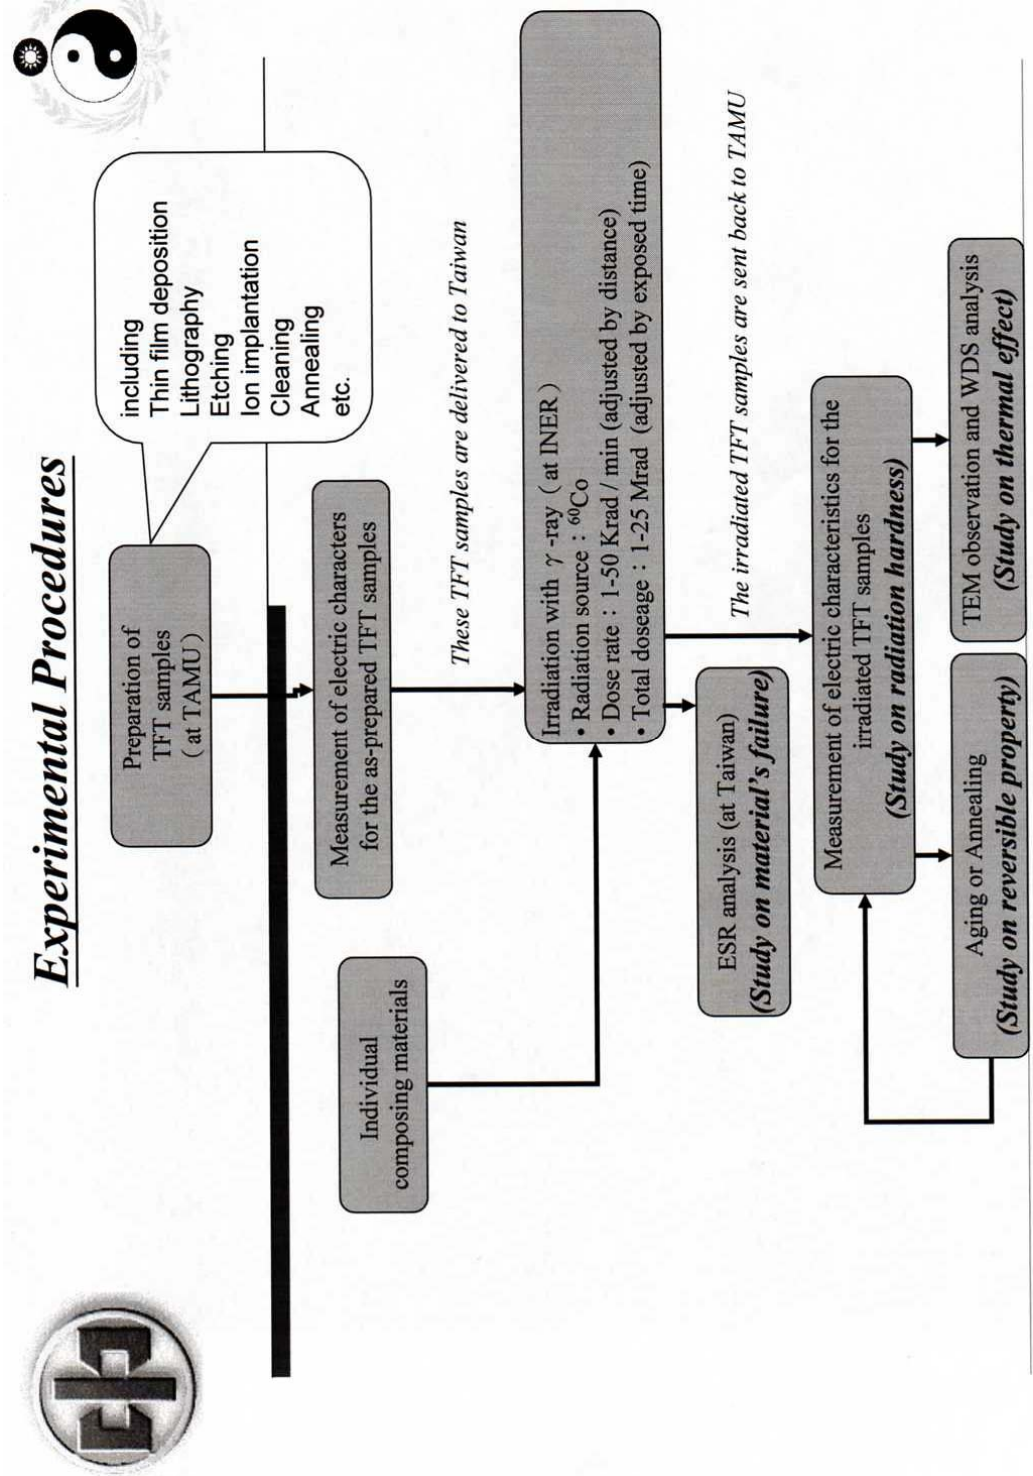 Experimental Procedures
Preparation of
TFT samples
( at TAMU )
including
Thin film deposition
Lithography
Etching
Ion implantation
Cleaning
Annealing
etc.
Measurement of electric characters
for the as-prepared TFT samples
Individual
composing materials
These TFT samples are delivered to Taiwan
Irradiation with γ -ray ( at INER )
• Radiation source : ⁶⁰Co
• Dose rate : 1-50 Krad / min (adjusted by distance)
• Total doseage : 1-25 Mrad (adjusted by exposed time)
ESR analysis (at Taiwan)
(Study on material's failure)
The irradiated TFT samples are sent back to TAMU
Measurement of electric characteristics for the
irradiated TFT samples
(Study on radiation hardness)
Aging or Annealing
(Study on reversible property)
TEM observation and WDS analysis
(Study on thermal effect)